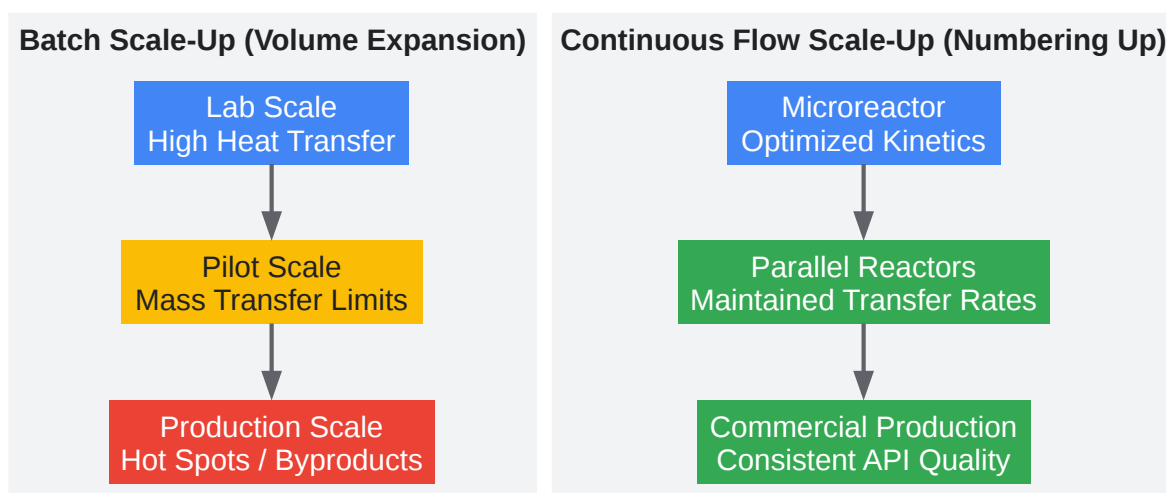 Batch Scale-Up (Volume Expansion)
Lab Scale
High Heat Transfer
Pilot Scale
Mass Transfer Limits
Production Scale
Hot Spots / Byproducts
Continuous Flow Scale-Up (Numbering Up)
Microreactor
Optimized Kinetics
Parallel Reactors
Maintained Transfer Rates
Commercial Production
Consistent API Quality